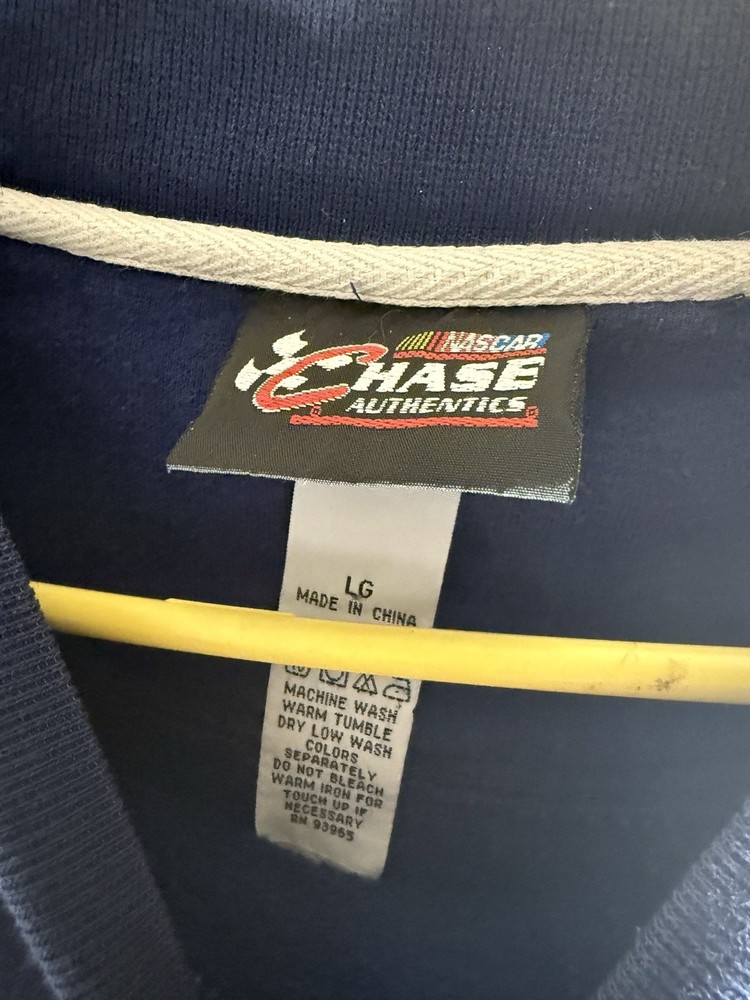 NASCAR
CHASE
AUTHENTICS
LG
MADE IN CHINA
MACHINE WASH
WARM TUMBLE
DRY LOW WASH
COLORS
SEPARATELY
DO NOT BLEACH
WARM IRON FOR
TOUCH UP IF
NECESSARY
RN 93965